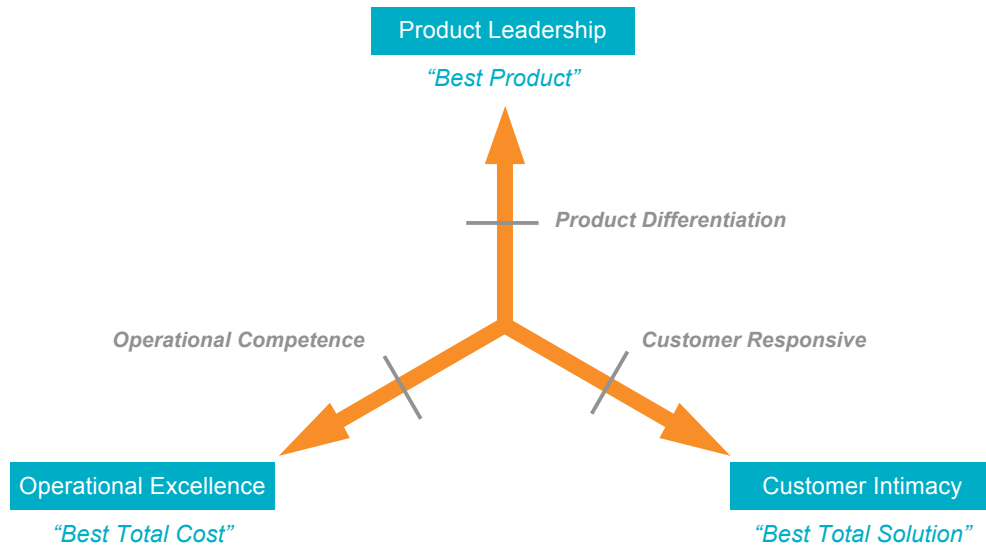 Product Leadership
“Best Product”
Product Differentiation
Operational Competence
Customer Responsive
Operational Excellence
Customer Intimacy
“Best Total Cost”
“Best Total Solution”